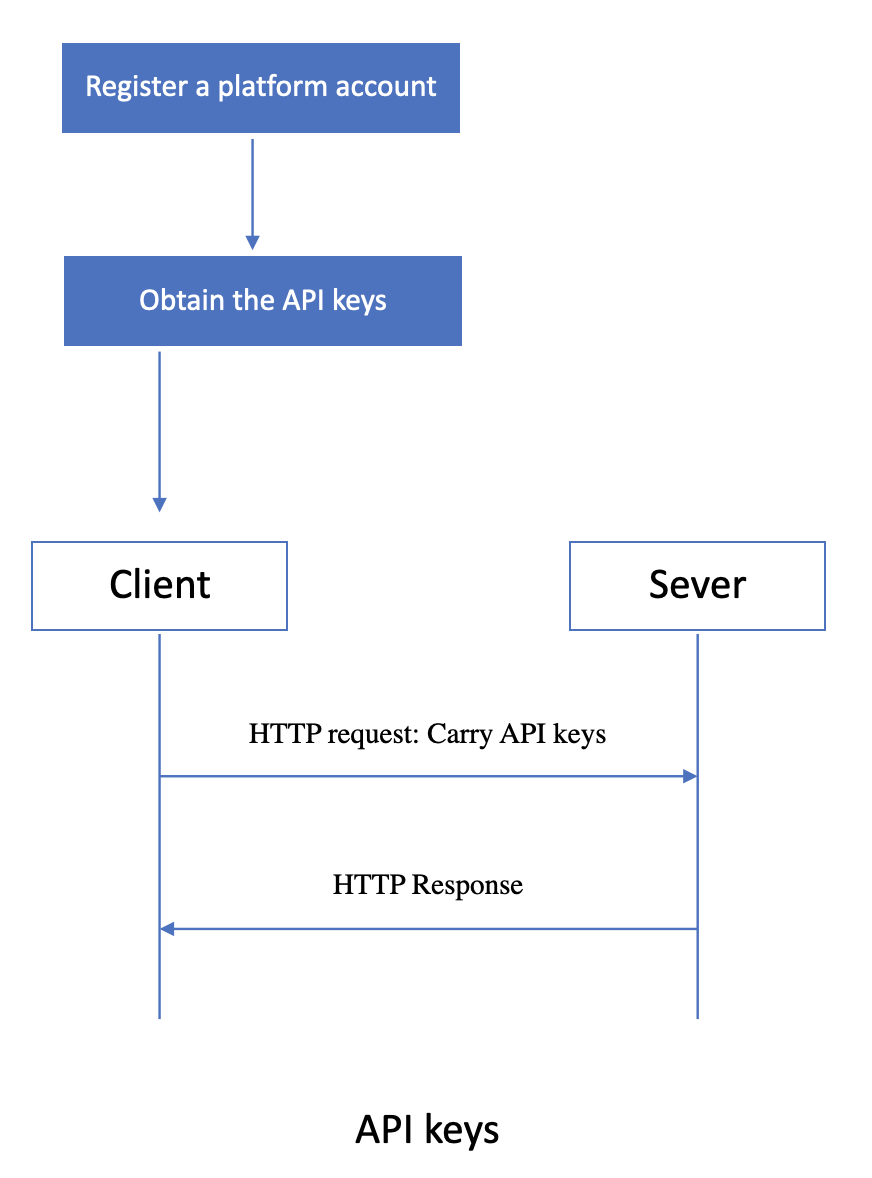 Register a platform account
Obtain the API keys
Client
Sever
HTTP request: Carry API keys
HTTP Response
API keys